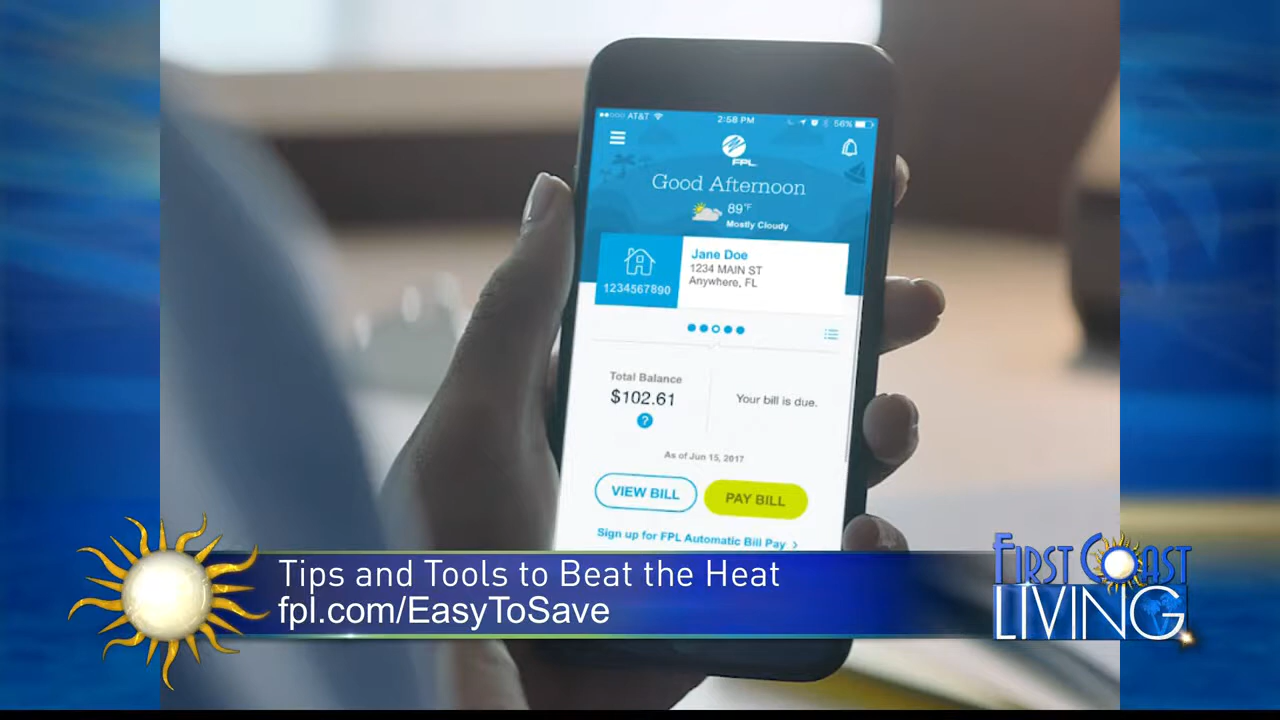 AT&T 2:58 PM 56%
FPL
Good Afternoon
89°F
Mostly Cloudy
Jane Doe
1234 MAIN ST
Anywhere, FL
1234567890
Total Balance
$102.61
?
Your bill is due.
As of Jun 15, 2017
VIEW BILL
PAY BILL
Sign up for FPL Automatic Bill Pay >
Tips and Tools to Beat the Heat
fpl.com/EasyToSave
FIRST COAST
LIVING